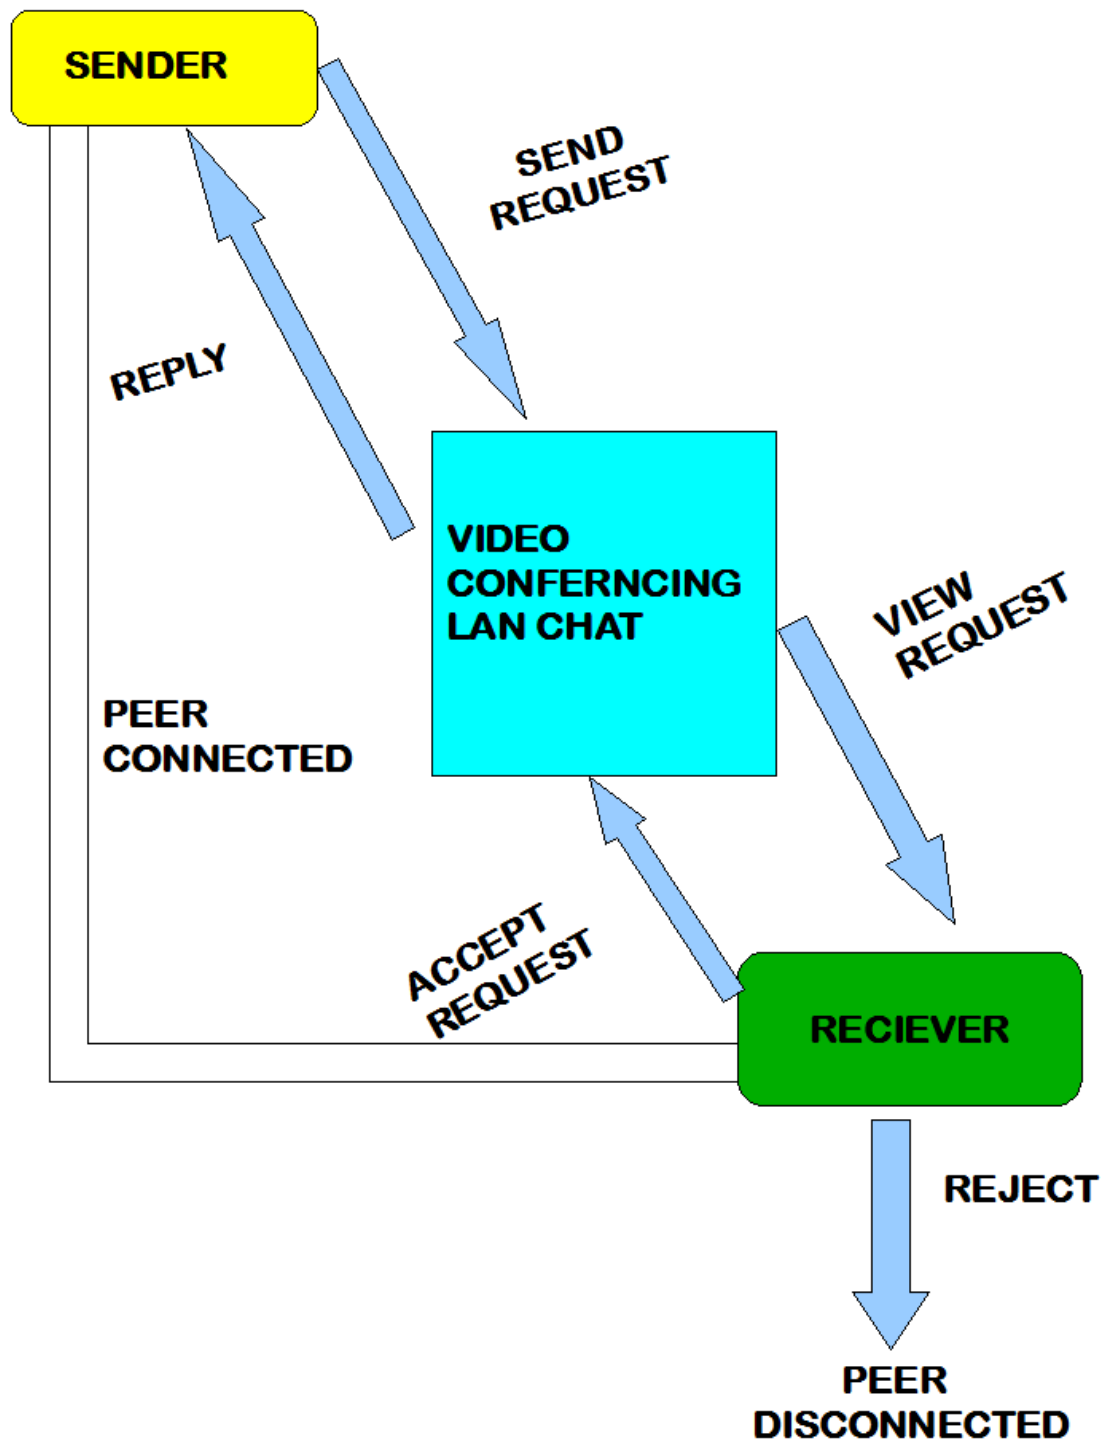 SENDER
SEND
REQUEST
REPLY
VIDEO
CONFERNCING
LAN CHAT
VIEW
REQUEST
PEER
CONNECTED
ACCEPT
REQUEST
RECIEVER
REJECT
PEER
DISCONNECTED